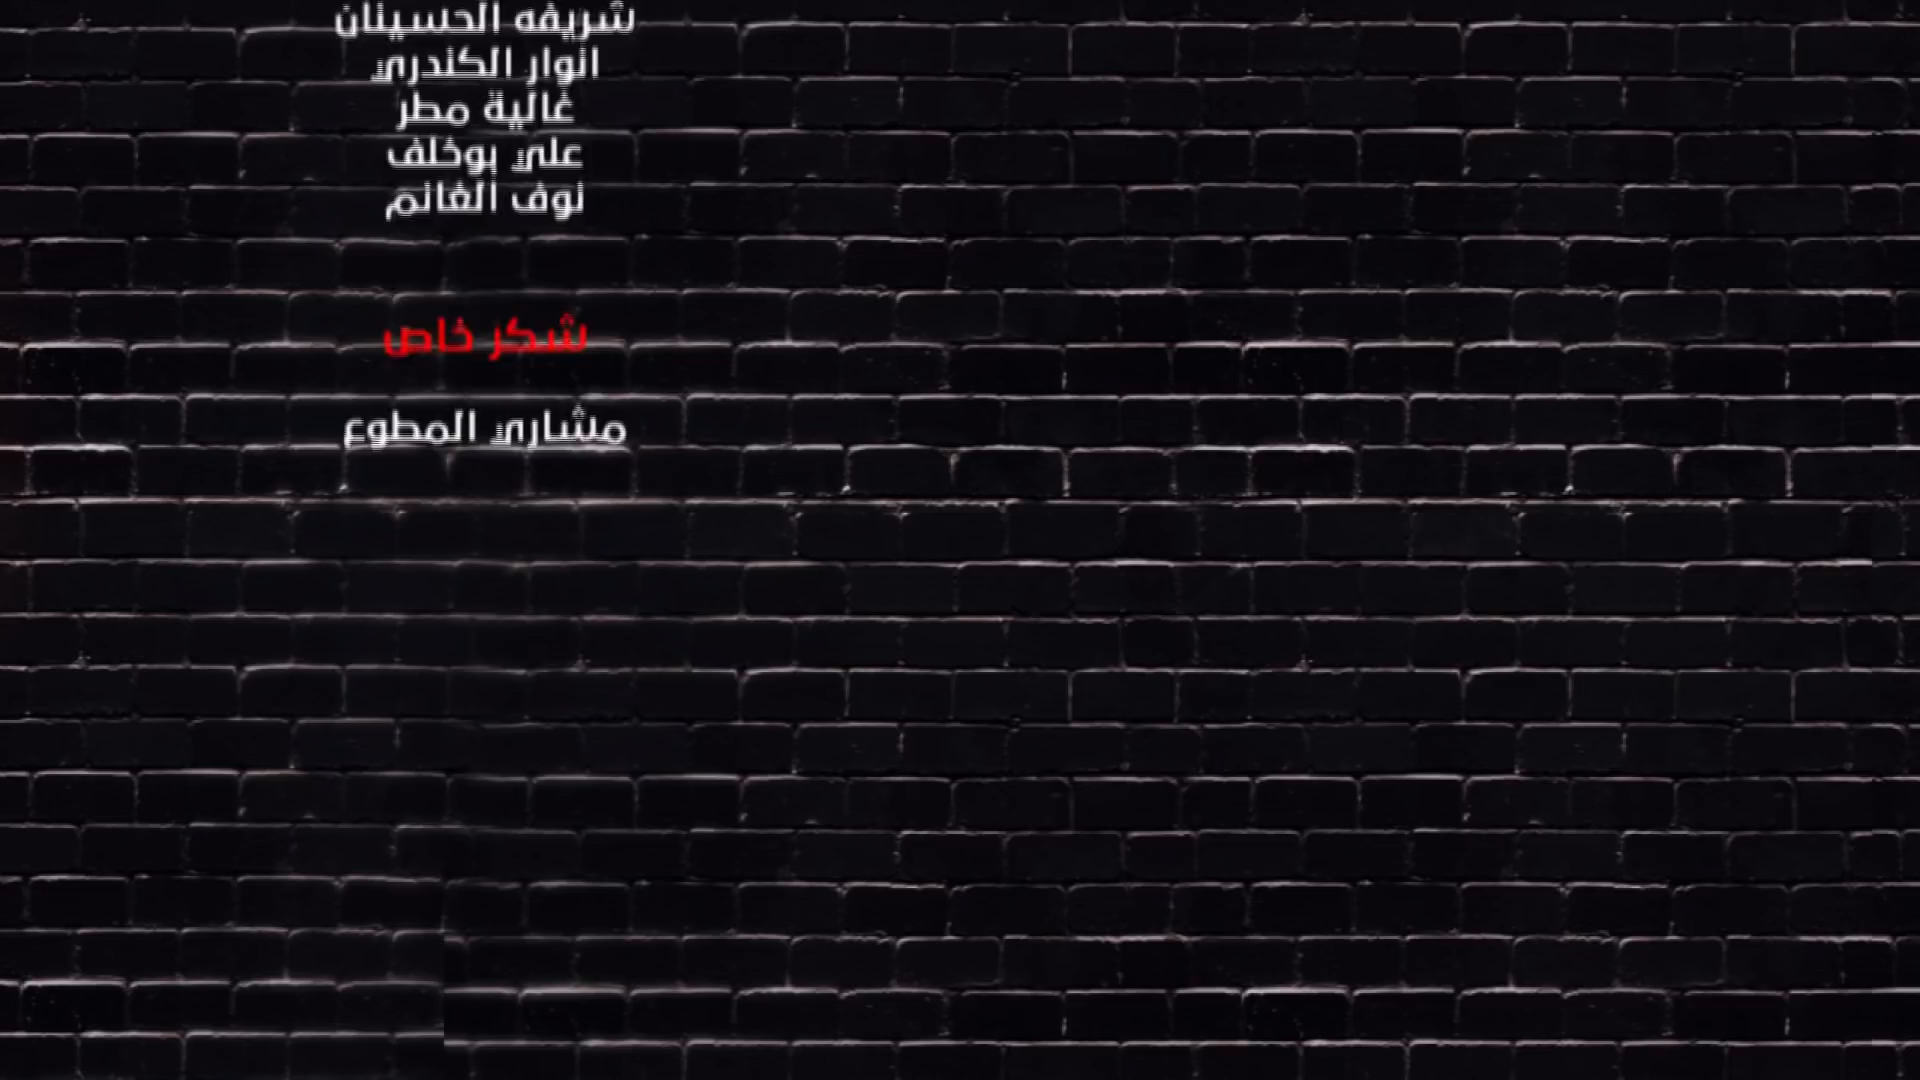 شريفه الحسينان
انوار الكندري
غالية مطر
علي بوخلف
نوف الغانم
شكر خاص
مشاري المطوع